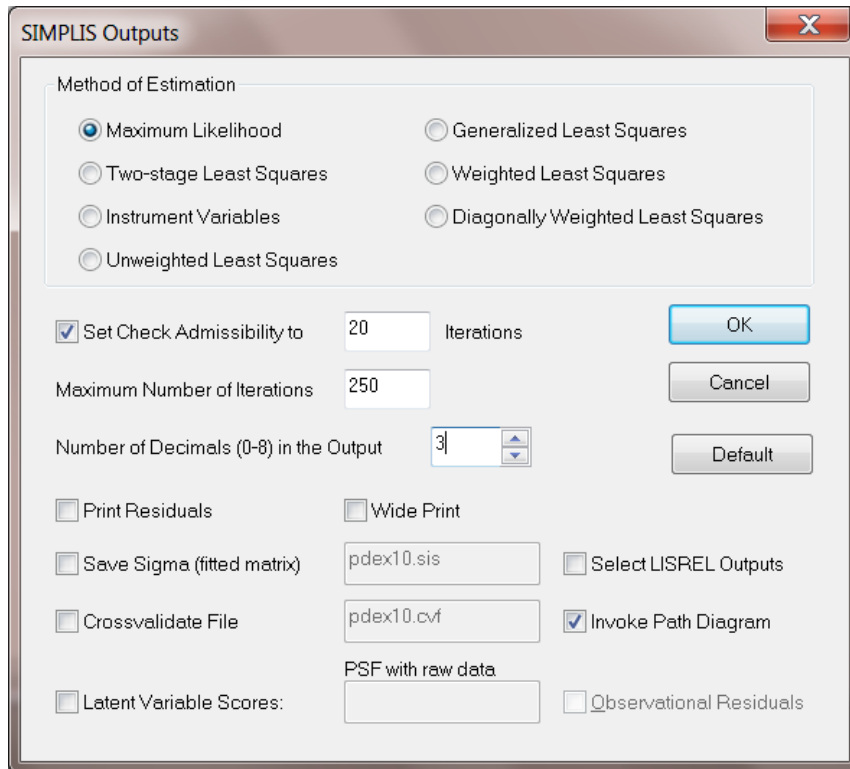 SIMPLIS Outputs
X
Method of Estimation
Maximum Likelihood
Generalized Least Squares
Two-stage Least Squares
Weighted Least Squares
Instrument Variables
Diagonally Weighted Least Squares
Unweighted Least Squares
Set Check Admissibility to 20 Iterations
OK
Maximum Number of Iterations 250
Cancel
Number of Decimals (0-8) in the Output 3
Default
Print Residuals
Wide Print
Save Sigma (fitted matrix) pdex10.sis
Select LISREL Outputs
Crossvalidate File pdex10.cvf
Invoke Path Diagram
PSF with raw data
Latent Variable Scores:
Observational Residuals